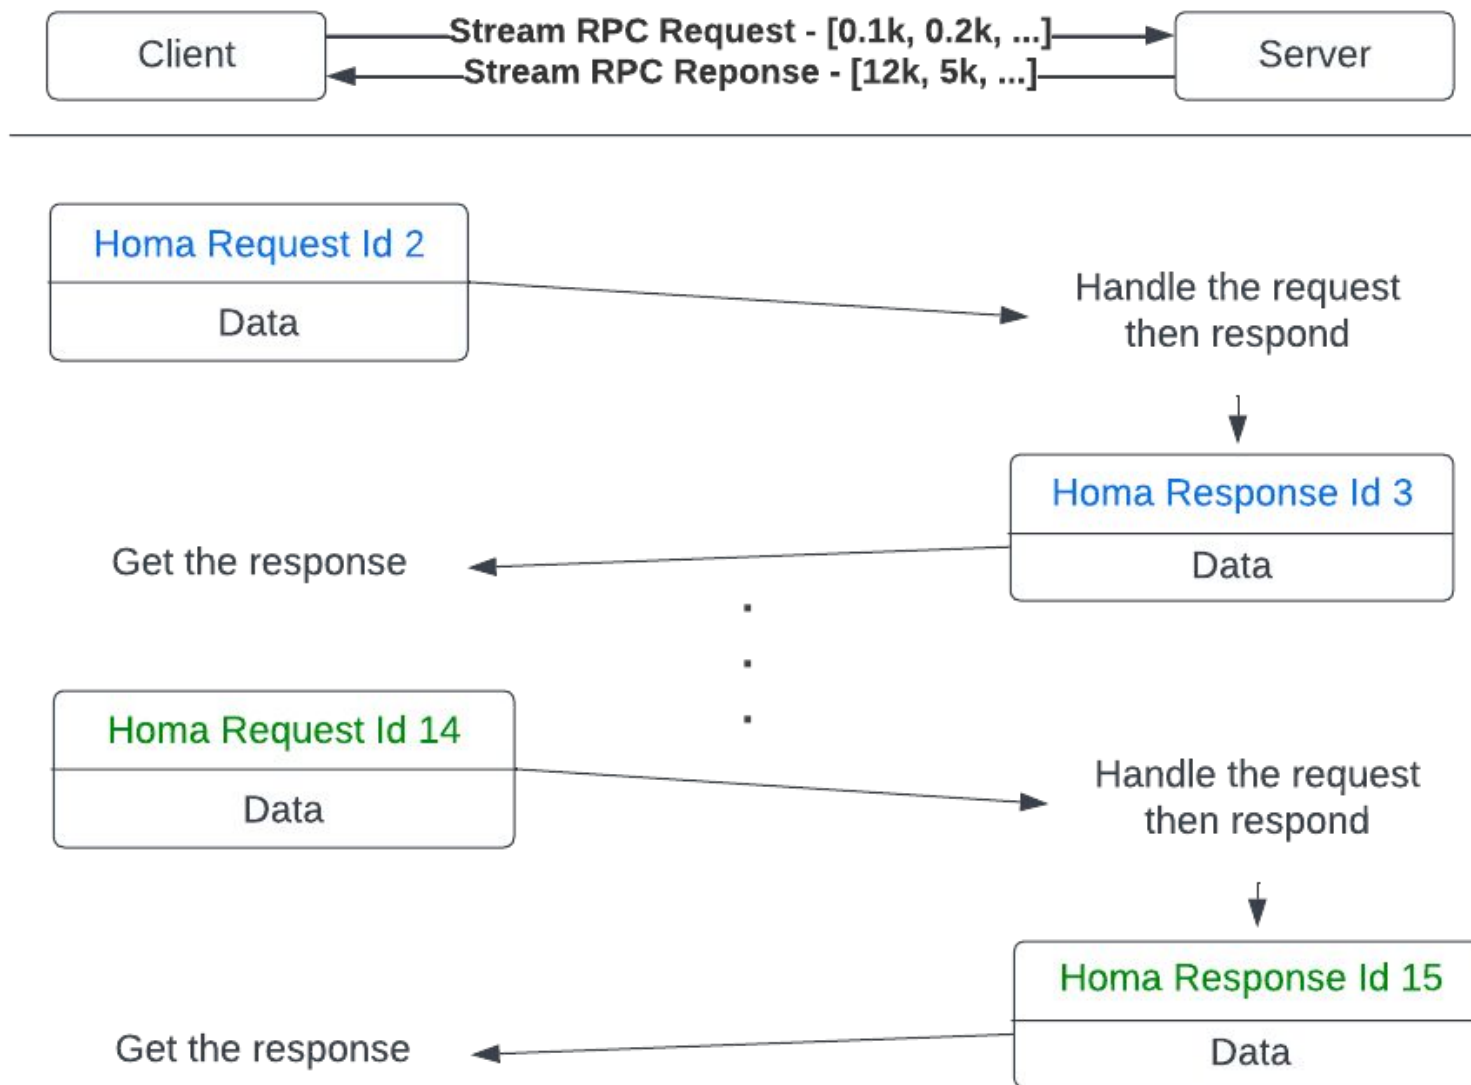 Client
Stream RPC Request - [0.1k, 0.2k, ...]
Stream RPC Reponse - [12k, 5k, ...]
Server
Homa Request Id 2
Data
Handle the request
then respond
Homa Response Id 3
Data
Get the response
Homa Request Id 14
Data
Handle the request
then respond
Homa Response Id 15
Data
Get the response